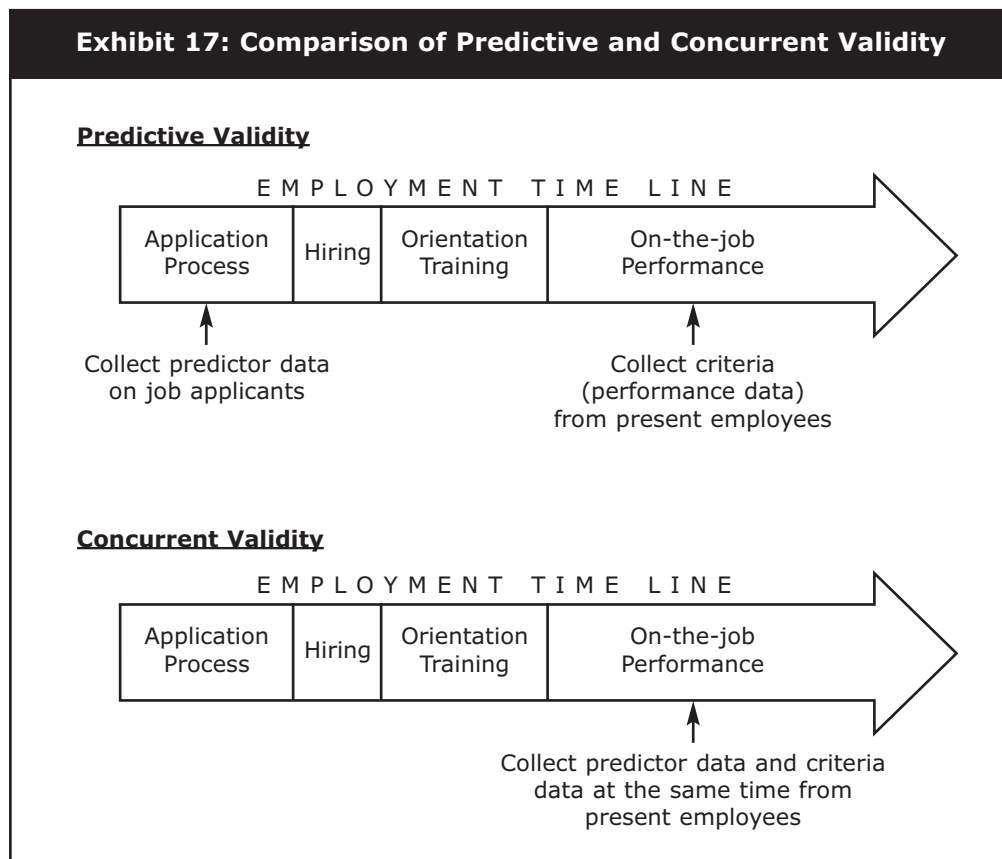 Exhibit 17: Comparison of Predictive and Concurrent Validity
Predictive Validity
EMPLOYMENT TIME LINE
Application
Process
Hiring
Orientation
Training
On-the-job
Performance
Collect predictor data
on job applicants
Collect criteria
(performance data)
from present employees
Concurrent Validity
EMPLOYMENT TIME LINE
Application
Process
Hiring
Orientation
Training
On-the-job
Performance
Collect predictor data and criteria
data at the same time from
present employees